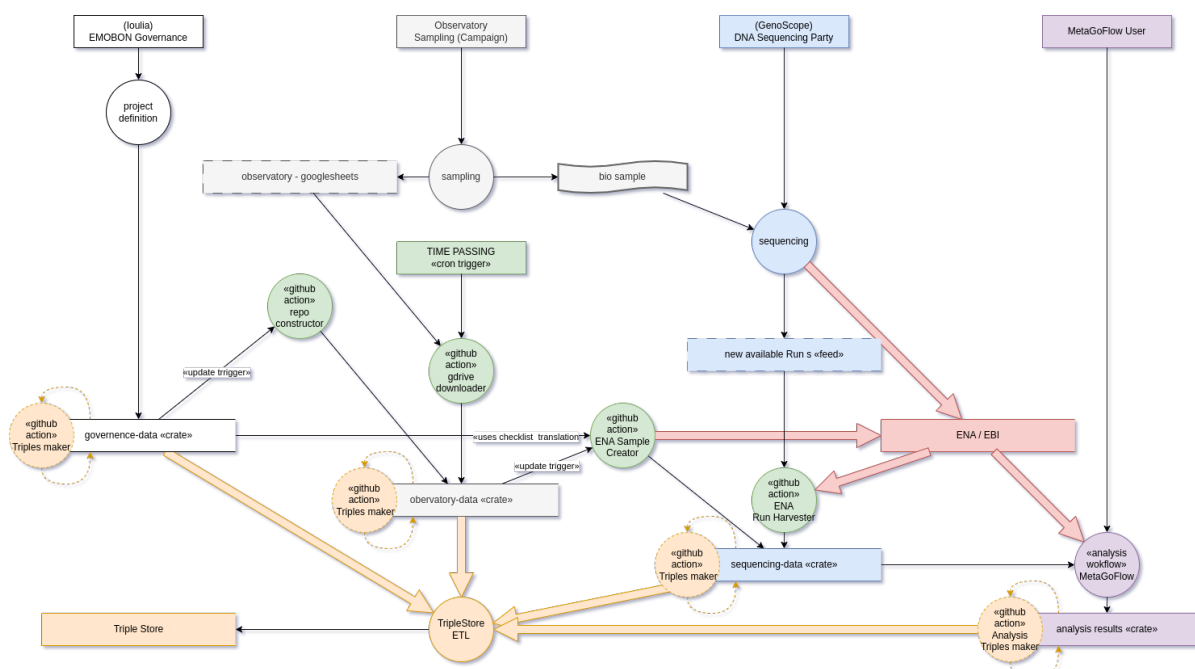 (Ioulia)
EMOBON Governance
Observatory
Sampling (Campaign)
(GenoScope)
DNA Sequencing Party
MetaGoFlow User
project
definition
observatory - googlesheets
sampling
bio sample
sequencing
TIME PASSING
«cron trigger»
«github
action»
repo
constructor
«github
action»
gdrive
downloader
new available Run s «feed»
«update trrigger»
«github
action»
Triples maker
governence-data «crate»
«uses checklist  translation»
«github
action»
ENA Sample
Creator
ENA / EBI
«update trigger»
«github
action»
Triples maker
obervatory-data «crate»
«github
action»
ENA
Run Harvester
«github
action»
Triples maker
sequencing-data «crate»
«analysis
wokflow»
MetaGoFlow
Triple Store
TripleStore
ETL
«github
action»
Analysis
Triples maker
analysis results «crate»